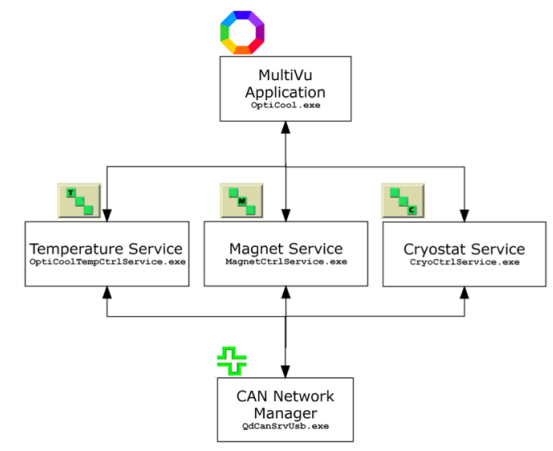 MultiVu
Application
OptiCool.exe
T
M
C
Temperature Service
OptiCoolTempCtrlService.exe
Magnet Service
MagnetCtrlService.exe
Cryostat Service
CryoCtrlService.exe
CAN Network
Manager
QdCanSrvUsb.exe